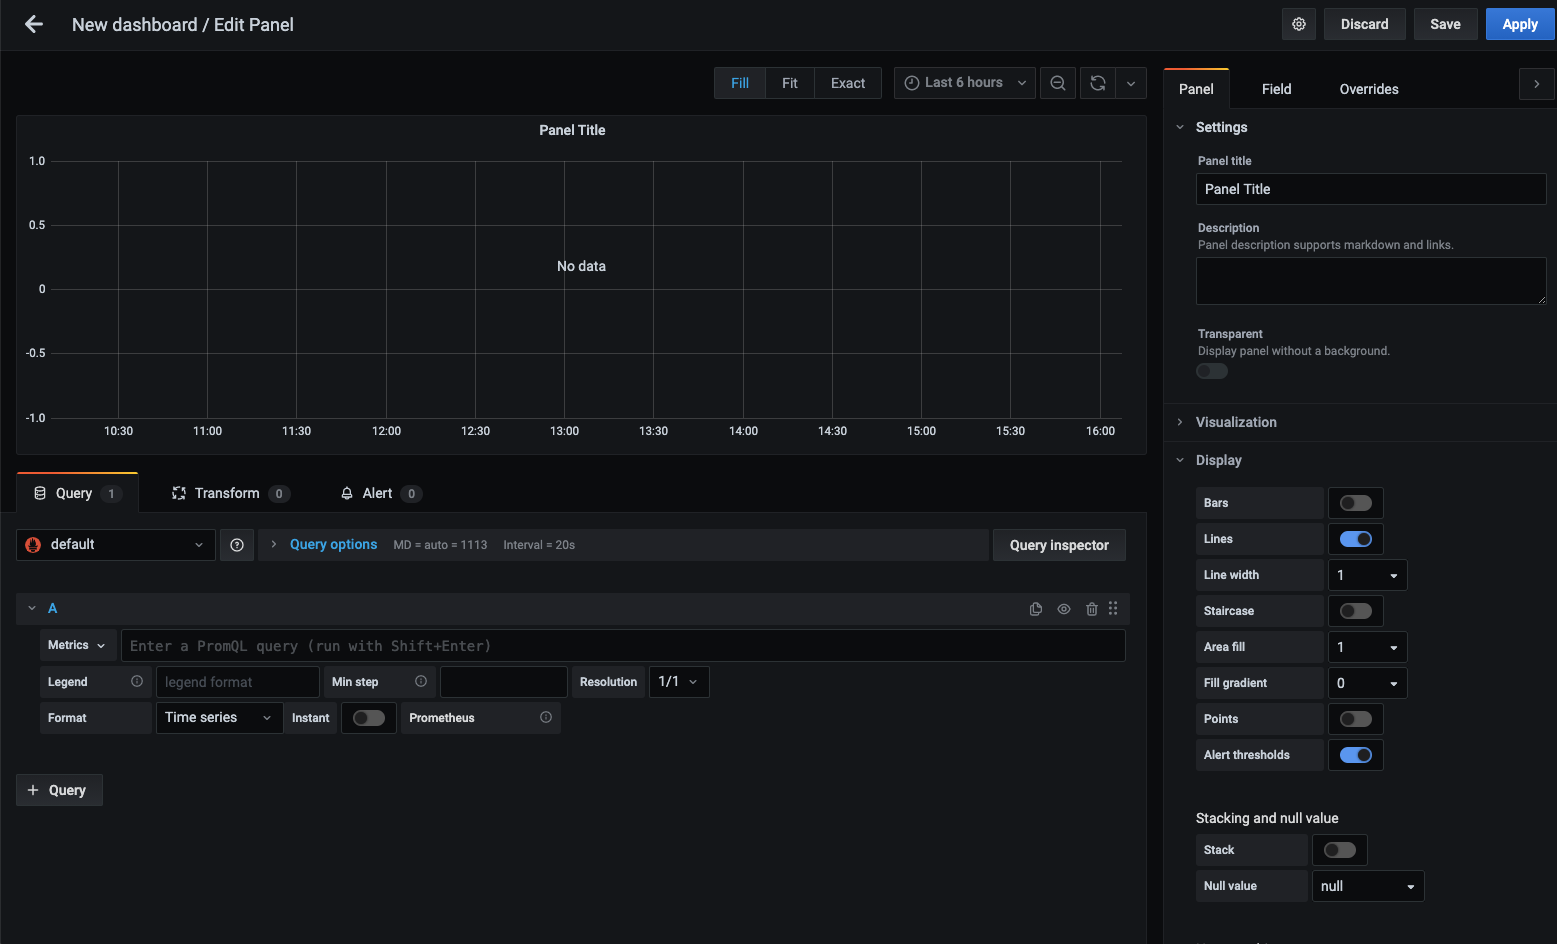 New dashboard / Edit Panel
Discard
Save
Apply
Fill
Fit
Exact
Last 6 hours
Panel Title
1.0
0.5
0
-0.5
-1.0
No data
10:30 11:00 11:30 12:00 12:30 13:00 13:30 14:00 14:30 15:00 15:30 16:00
Query 1
Transform 0
Alert 0
default
Query options MD = auto = 1113 Interval = 20s
Query inspector
A
Metrics Enter a PromQL query (run with Shift+Enter)
Legend legend format Min step Resolution 1/1
Format Time series Instant Prometheus
+ Query
Panel Field Overrides
Settings
Panel title
Panel Title
Description
Panel description supports markdown and links.
Transparent
Display panel without a background.
Visualization
Display
Bars
Lines
Line width 1
Staircase
Area fill 1
Fill gradient 0
Points
Alert thresholds
Stacking and null value
Stack
Null value null